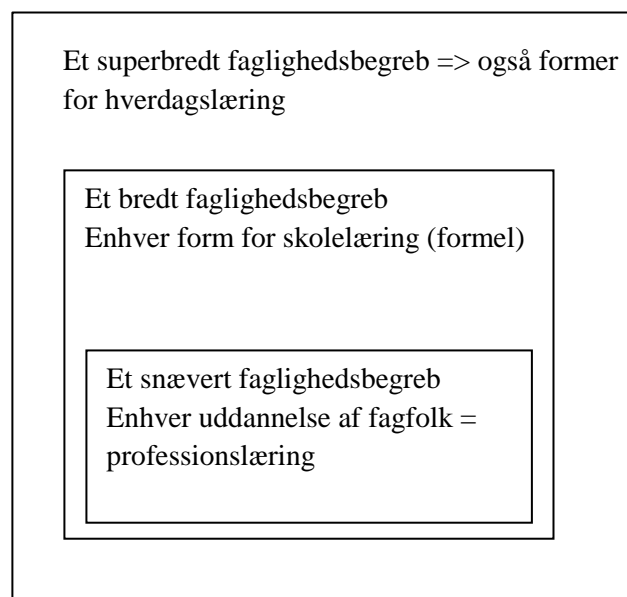 Et superbredt faglighedsbegreb => også former
for hverdagslæring
Et bredt faglighedsbegreb
Enhver form for skolelæring (formel)
Et snævert faglighedsbegreb
Enhver uddannelse af fagfolk =
professionslæring